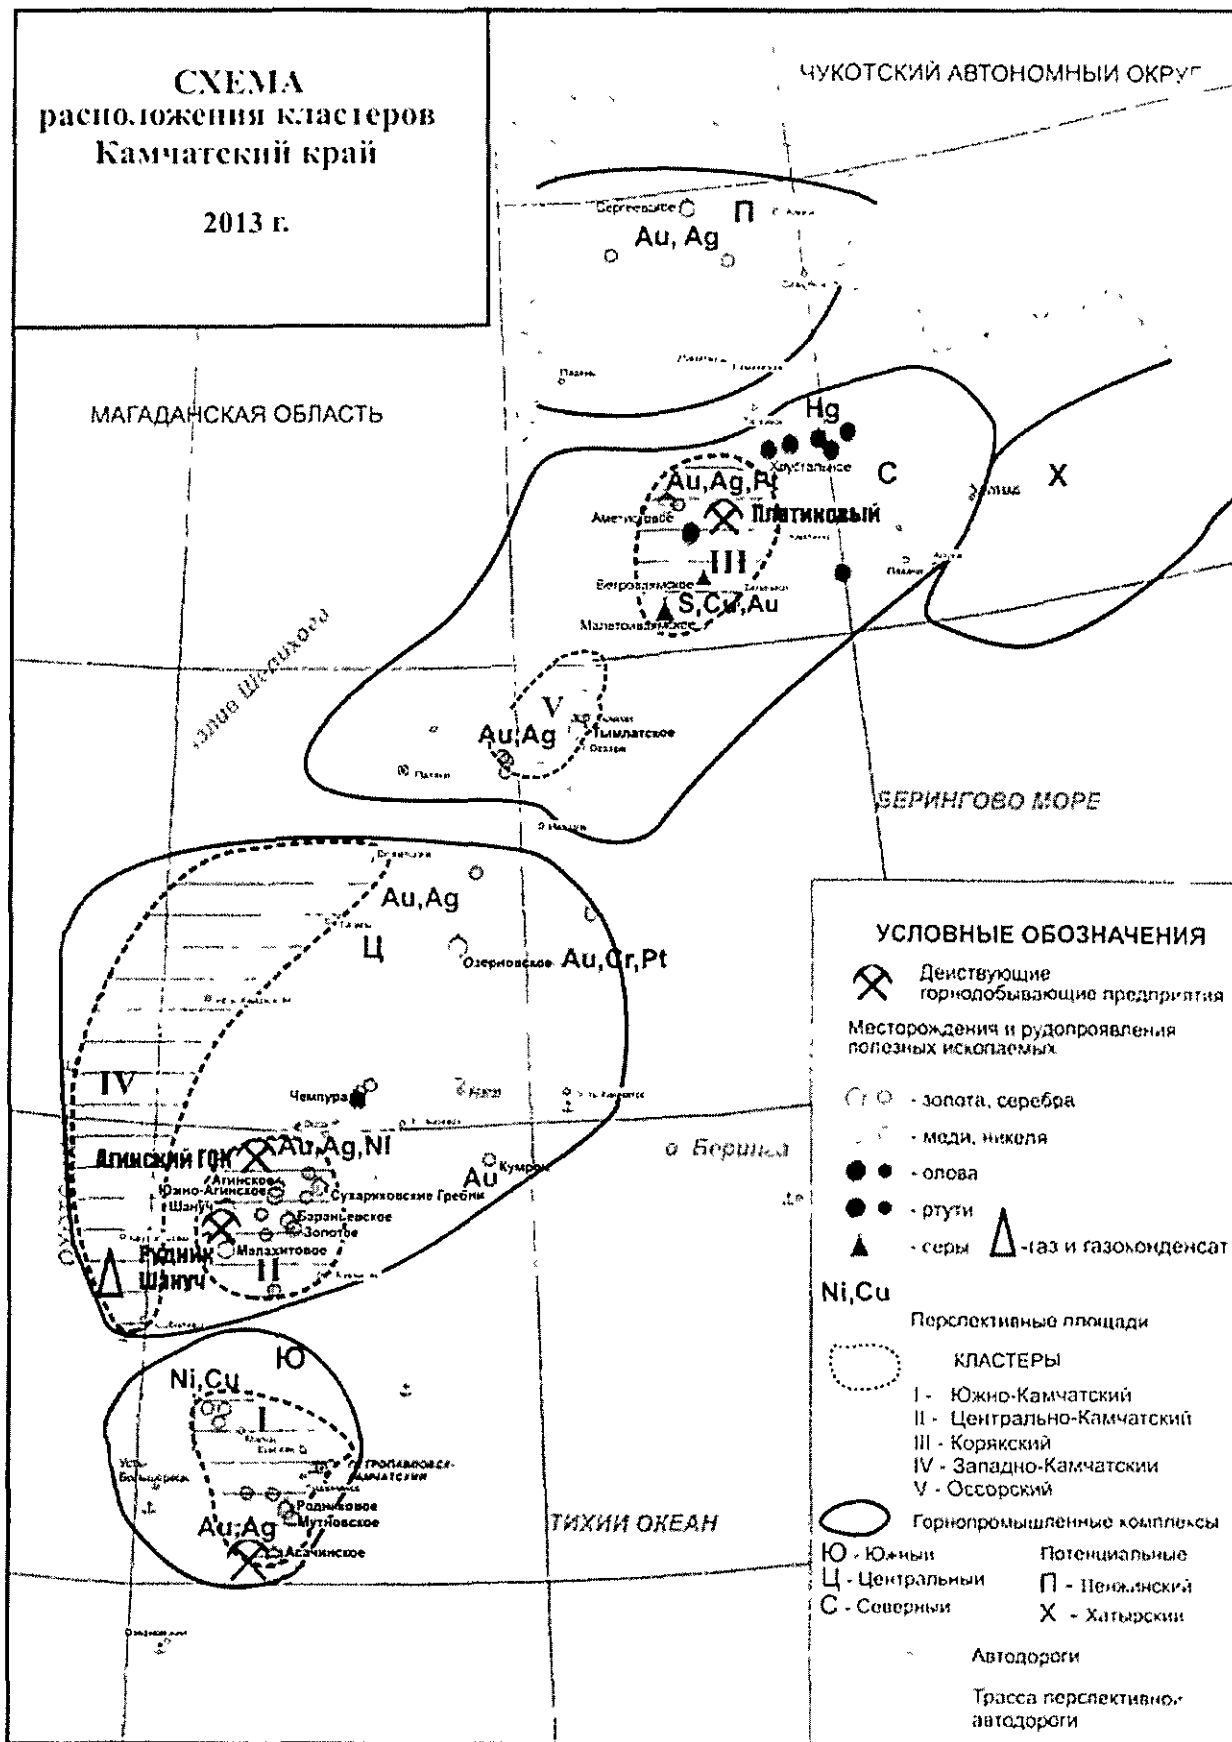 СХЕМА
расположения кластеров
Камчатский край
2013 г.
ЧУКОТСКИЙ АВТОНОМНЫЙ ОКРУГ
Сергеевское
П
Au, Ag
МАГАДАНСКАЯ ОБЛАСТЬ
Hg
Хрустальное
С
Х
Au,Ag,Pt
Аметистовое
Платиновый
III
Ветроваямское
S,Cu,Au
Малетойваямское
залив Шелихова
V
Au,Ag
Тымлатское
Оссора
Палана
БЕРИНГОВО МОРЕ
Au,Ag
Ц
Озерновское
Au,Cr,Pt
IV
Чемпура
о Беринга
Агинский ГОК
Au,Ag,Ni
Au
Кумроч
Агинское
Южно-Агинское
Сухариковские Гребни
Шануч
Бараньевское
Золотое
Малахитовое
Рудник
Шануч
II
Ю
Ni,Cu
I
Родниковое
Мутновское
Au,Ag
Асачинское
ТИХИЙ ОКЕАН
УСЛОВНЫЕ ОБОЗНАЧЕНИЯ
Действующие
горнодобывающие предприятия
Месторождения и рудопроявления
полезных ископаемых
- золота, серебра
- меди, никеля
- олова
- ртути
- серы
-газ и газоконденсат
Ni,Cu
Перспективные площади
КЛАСТЕРЫ
I - Южно-Камчатский
II - Центрально-Камчатский
III - Корякский
IV - Западно-Камчатский
V - Оссорский
Горнопромышленные комплексы
Ю - Южный
Потенциальные
Ц - Центральный
П - Пенжинский
С - Северный
Х - Хатырский
Автодороги
Трасса перспективной
автодороги